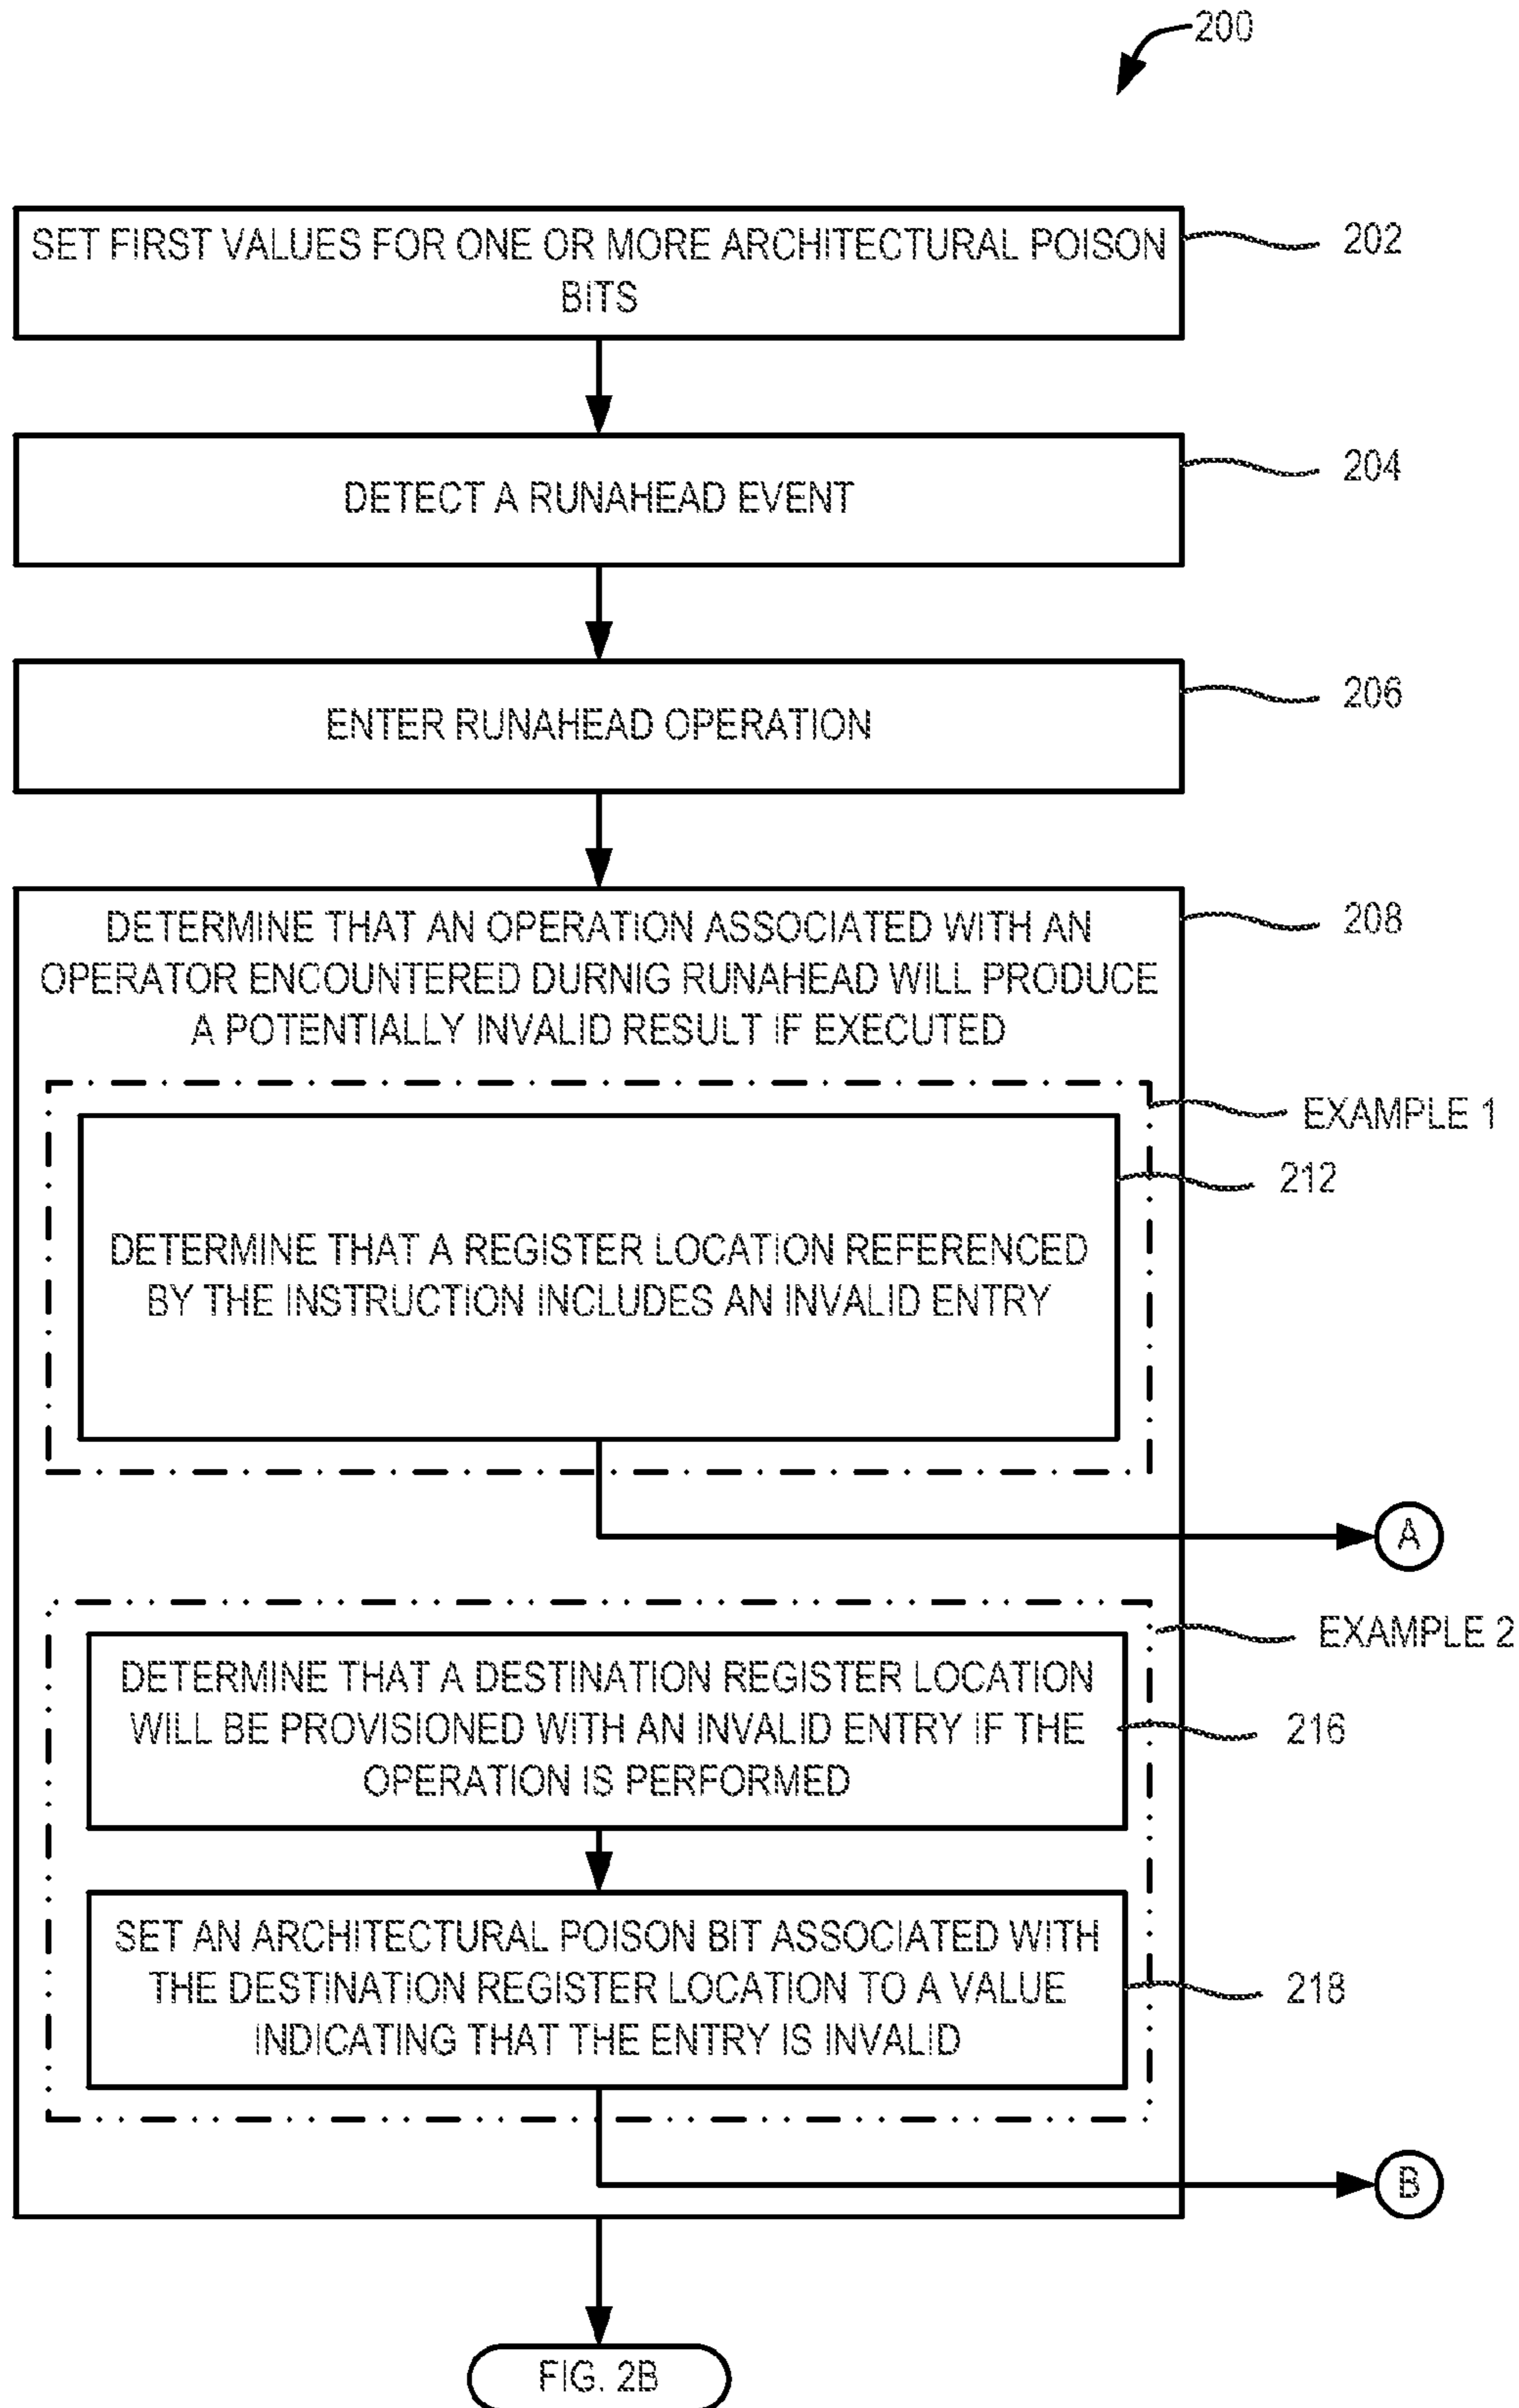 200
SET FIRST VALUES FOR ONE OR MORE ARCHITECTURAL POISON
BITS
202
DETECT A RUNAHEAD EVENT
204
ENTER RUNAHEAD OPERATION
206
DETERMINE THAT AN OPERATION ASSOCIATED WITH AN
OPERATOR ENCOUNTERED DURNIG RUNAHEAD WILL PRODUCE
A POTENTIALLY INVALID RESULT IF EXECUTED
208
EXAMPLE 1
212
DETERMINE THAT A REGISTER LOCATION REFERENCED
BY THE INSTRUCTION INCLUDES AN INVALID ENTRY
A
EXAMPLE 2
DETERMINE THAT A DESTINATION REGISTER LOCATION
WILL BE PROVISIONED WITH AN INVALID ENTRY IF THE
OPERATION IS PERFORMED
216
SET AN ARCHITECTURAL POISON BIT ASSOCIATED WITH
THE DESTINATION REGISTER LOCATION TO A VALUE
INDICATING THAT THE ENTRY IS INVALID
218
B
FIG. 2B